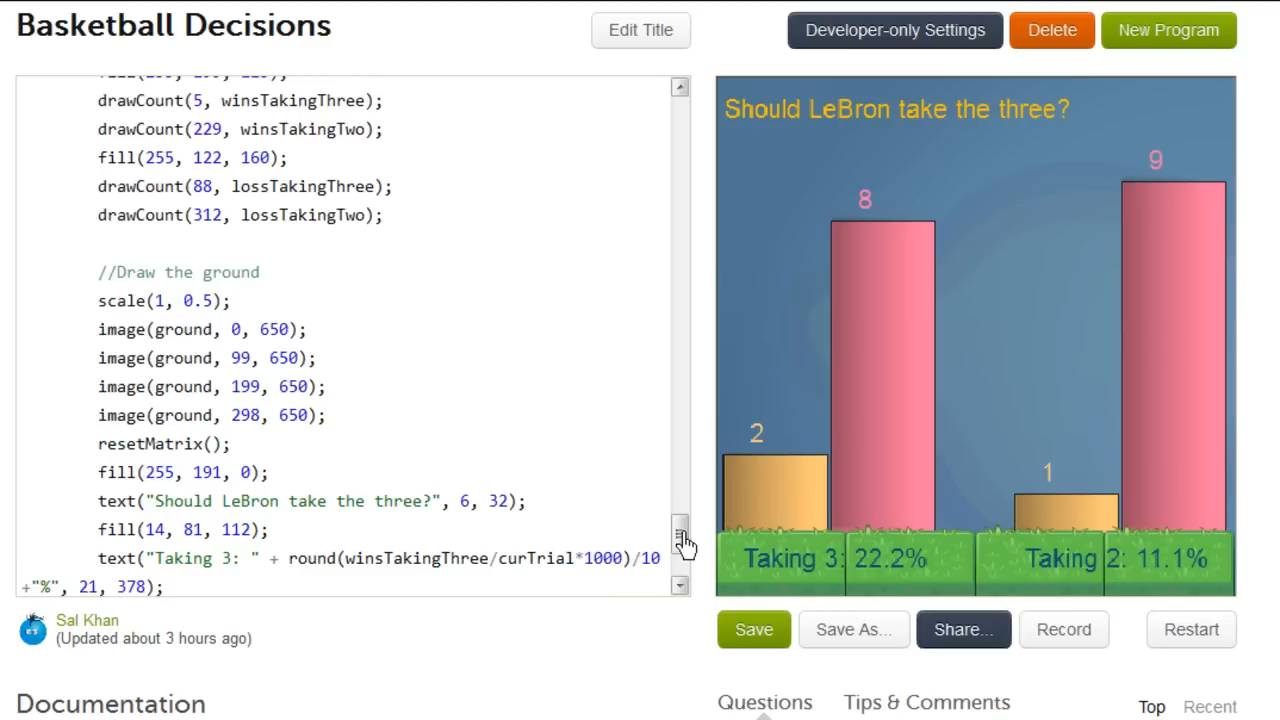 Basketball Decisions
Edit Title
Developer-only Settings
Delete
New Program
drawCount(5, winsTakingThree);
drawCount(229, winsTakingTwo);
fill(255, 122, 160);
drawCount(88, lossTakingThree);
drawCount(312, lossTakingTwo);
//Draw the ground
scale(1, 0.5);
image(ground, 0, 650);
image(ground, 99, 650);
image(ground, 199, 650);
image(ground, 298, 650);
resetMatrix();
fill(255, 191, 0);
text("Should LeBron take the three?", 6, 32);
fill(14, 81, 112);
text("Taking 3: " + round(winsTakingThree/curTrial*1000)/10
+"%", 21, 378);
Should LeBron take the three?
9
8
2
1
Taking 3: 22.2%
Taking 2: 11.1%
Sal Khan
(Updated about 3 hours ago)
Save
Save As...
Share...
Record
Restart
Documentation
Questions
Tips & Comments
Top
Recent